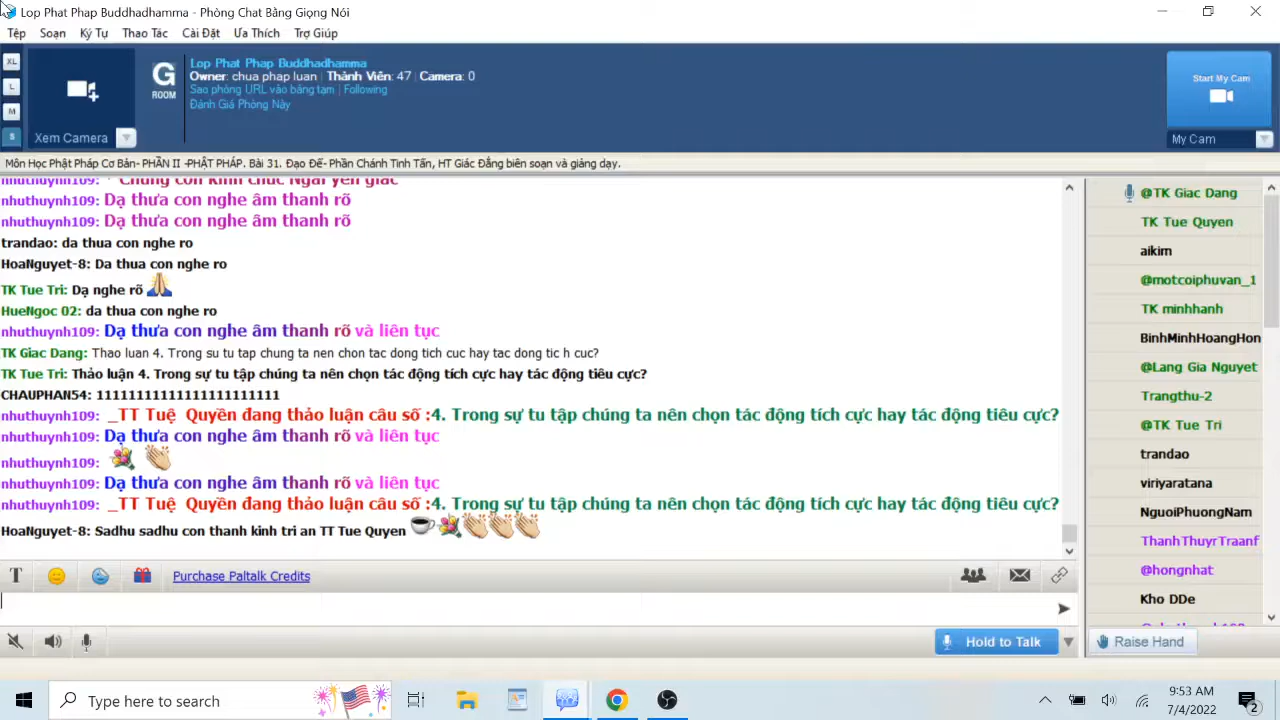 Lop Phat Phap Buddhadhamma - Phòng Chat Bằng Giọng Nói
Tệp Soạn Ký Tự Thao Tác Cài Đặt Ưa Thích Trợ Giúp
XL
L
M
S
Xem Camera
G
ROOM
Lop Phat Phap Buddhadhamma
Owner: chua phap luan | Thành Viên: 47 | Camera: 0
Sao phòng URL vào bảng tạm | Following
Đánh Giá Phòng Này
Start My Cam
My Cam
Môn Học Phật Pháp Cơ Bản- PHẦN II -PHẬT PHÁP. Bài 31. Đạo Đế- Phần Chánh Tinh Tấn, HT Giác Đẳng biên soạn và giảng dạy.
nhuthuynh109: * Chúng con kính chúc Ngài yên giấc
nhuthuynh109: Dạ thưa con nghe âm thanh rõ
nhuthuynh109: Dạ thưa con nghe âm thanh rõ
trandao: da thua con nghe ro
HoaNguyet-8: Da thua con nghe ro
TK Tue Tri: Dạ nghe rõ
HueNgoc 02: da thua con nghe ro
nhuthuynh109: Dạ thưa con nghe âm thanh rõ và liên tục
TK Giac Dang: Thao luan 4. Trong su tu tap chung ta nen chon tac dong tich cuc hay tac dong tic h cuc?
TK Tue Tri: Thảo luận 4. Trong sự tu tập chúng ta nên chọn tác động tích cực hay tác động tiêu cực?
CHAUPHAN54: 11111111111111111111111
nhuthuynh109: _TT Tuệ Quyền đang thảo luận câu số :4. Trong sự tu tập chúng ta nên chọn tác động tích cực hay tác động tiêu cực?
nhuthuynh109: Dạ thưa con nghe âm thanh rõ và liên tục
nhuthuynh109:
nhuthuynh109: Dạ thưa con nghe âm thanh rõ và liên tục
nhuthuynh109: _TT Tuệ Quyền đang thảo luận câu số :4. Trong sự tu tập chúng ta nên chọn tác động tích cực hay tác động tiêu cực?
HoaNguyet-8: Sadhu sadhu con thanh kinh tri an TT Tue Quyen
@TK Giac Dang
TK Tue Quyen
aikim
@motcoiphuvan_1
TK minhhanh
BinhMinhHoangHon
@Lang Gia Nguyet
Trangthu-2
@TK Tue Tri
trandao
viriyaratana
NguoiPhuongNam
ThanhThuyrTraanf
@hongnhat
Kho DDe
T
Purchase Paltalk Credits
Hold to Talk
Raise Hand
Type here to search
9:53 AM
7/4/2022
2